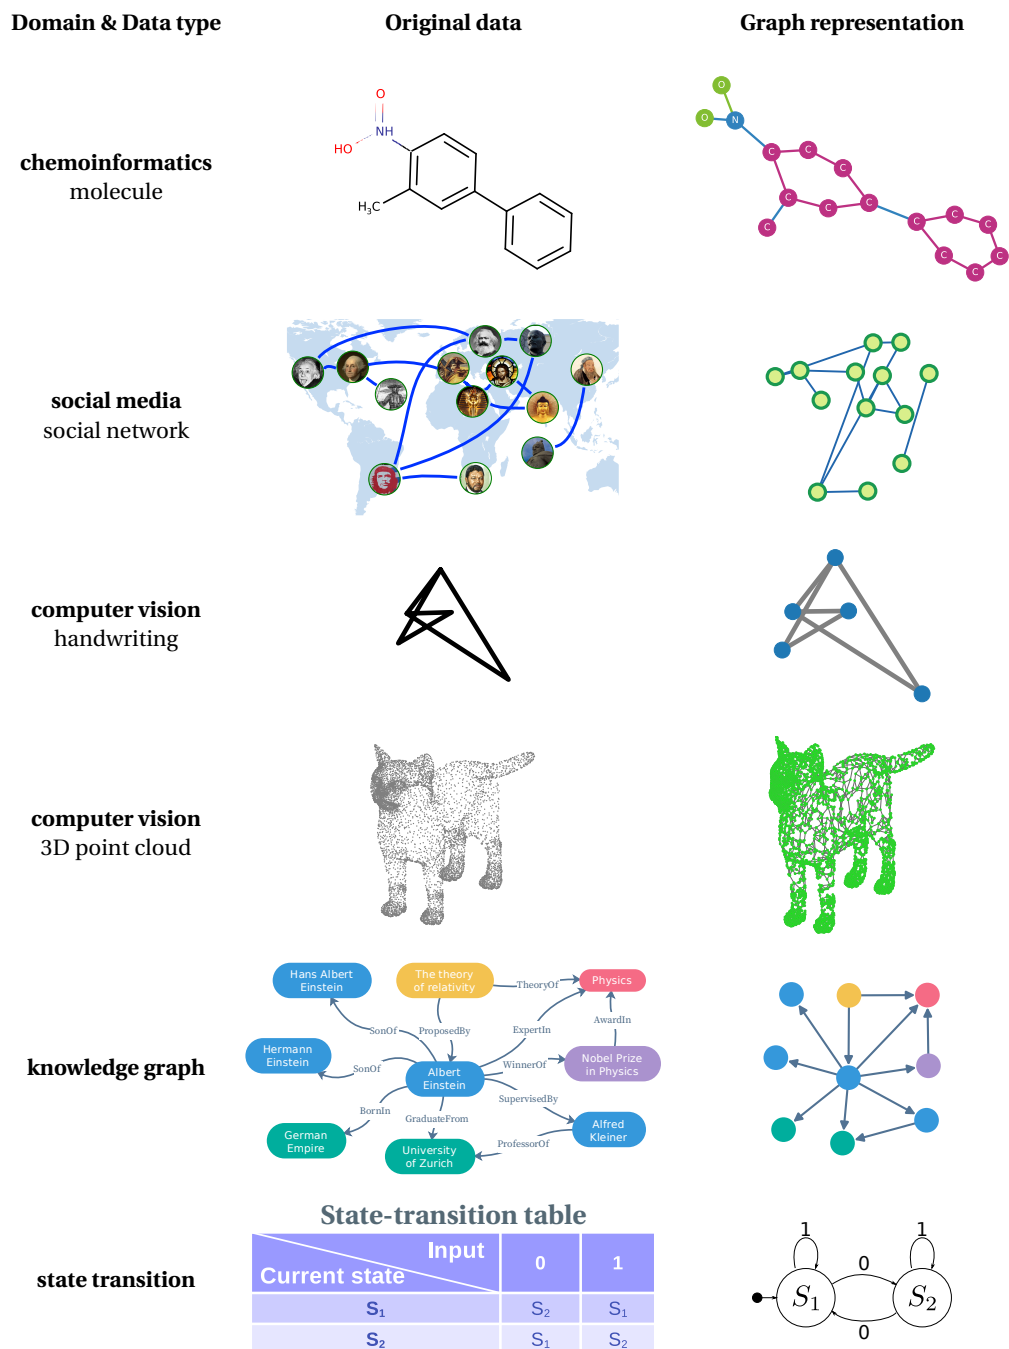 Domain & Data type
Original data
Graph representation
chemoinformatics
molecule
O
NH
HO
H3C
O
O
N
C
C
C
C
C
C
C
C
C
C
C
C
C
social media
social network
computer vision
handwriting
computer vision
3D point cloud
knowledge graph
Hans Albert
Einstein
The theory
of relativity
TheoryOf
Physics
SonOf
ProposedBy
ExpertIn
AwardIn
Hermann
Einstein
SonOf
Albert
Einstein
WinnerOf
Nobel Prize
in Physics
BornIn
GraduateFrom
SupervisedBy
German
Empire
University
of Zurich
ProfessorOf
Alfred
Kleiner
state transition
State-transition table
Input
Current state
0
1
S1
S2
S1
S2
S1
S2
1
1
0
S1
S2
0